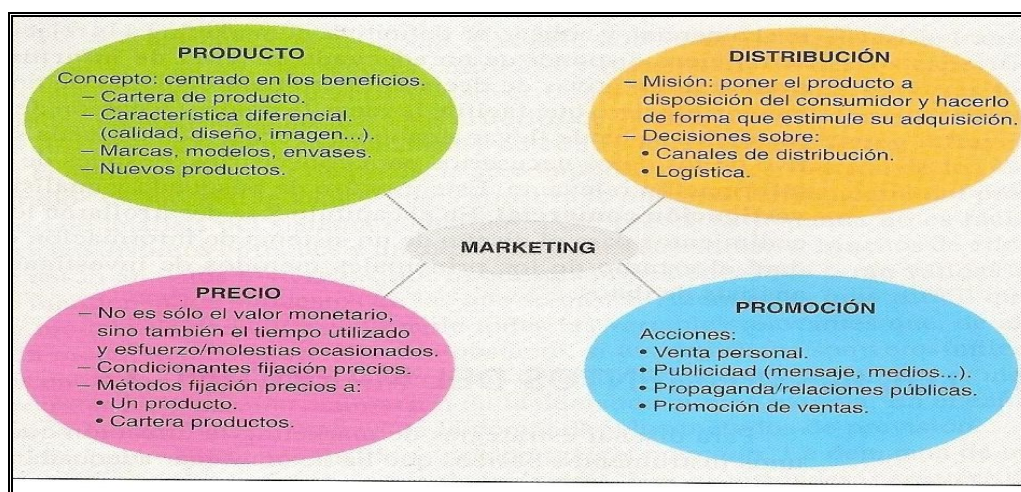 PRODUCTO
Concepto: centrado en los beneficios.
– Cartera de producto.
– Característica diferencial.
(calidad, diseño, imagen...).
– Marcas, modelos, envases.
– Nuevos productos.
DISTRIBUCIÓN
– Misión: poner el producto a
disposición del consumidor y hacerlo
de forma que estimule su adquisición.
– Decisiones sobre:
• Canales de distribución.
• Logística.
MARKETING
PRECIO
– No es sólo el valor monetario,
sino también el tiempo utilizado
y esfuerzo/molestias ocasionados.
– Condicionantes fijación precios.
– Métodos fijación precios a:
• Un producto.
• Cartera productos.
PROMOCIÓN
Acciones:
• Venta personal.
• Publicidad (mensaje, medios...).
• Propaganda/relaciones públicas.
• Promoción de ventas.